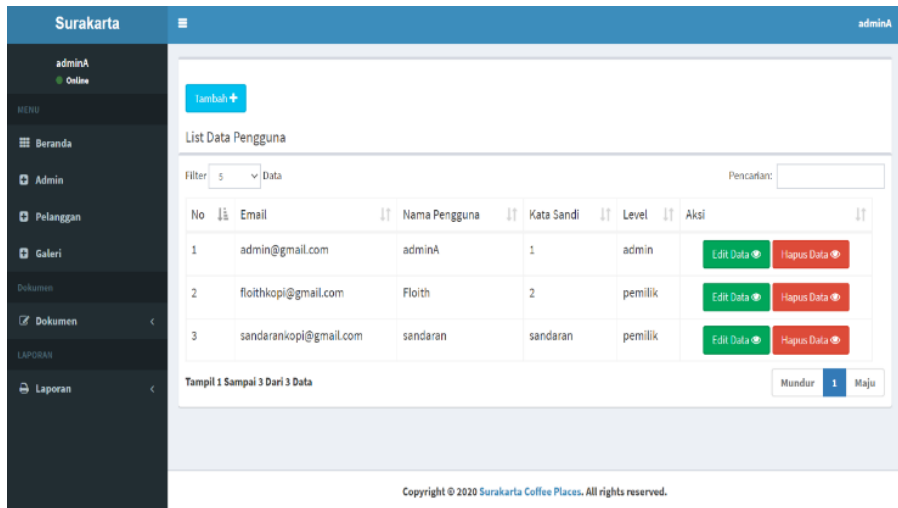 Surakarta
adminA
adminA
Online
MENU
Beranda
Admin
Pelanggan
Galeri
Dokumen
Dokumen
LAPORAN
Laporan
Tambah
List Data Pengguna
Filter 5 Data Pencarian:
No Email Nama Pengguna Kata Sandi Level Aksi
1 admin@gmail.com adminA 1 admin Edit Data Hapus Data
2 floithkopi@gmail.com Floith 2 pemilik Edit Data Hapus Data
3 sandarankopi@gmail.com sandaran sandaran pemilik Edit Data Hapus Data
Tampil 1 Sampai 3 Dari 3 Data Mundur 1 Maju
Copyright © 2020 Surakarta Coffee Places. All rights reserved.